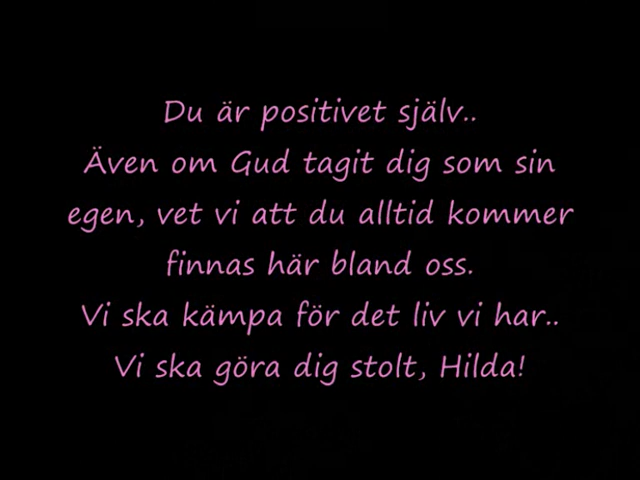 Du är positivet själv..
Även om Gud tagit dig som sin
egen, vet vi att du alltid kommer
finnas här bland oss.
Vi ska kämpa för det liv vi har..
Vi ska göra dig stolt, Hilda!